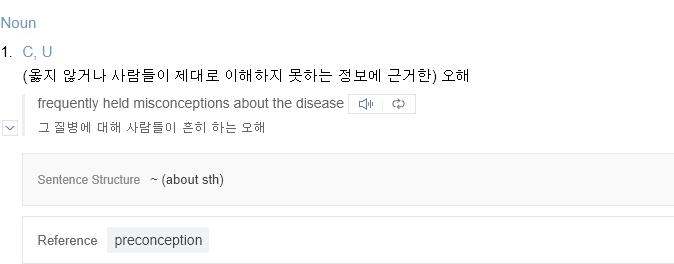 Noun
1. C, U
(옳지 않거나 사람들이 제대로 이해하지 못하는 정보에 근거한) 오해
frequently held misconceptions about the disease
그 질병에 대해 사람들이 흔히 하는 오해
Sentence Structure ~ (about sth)
Reference preconception